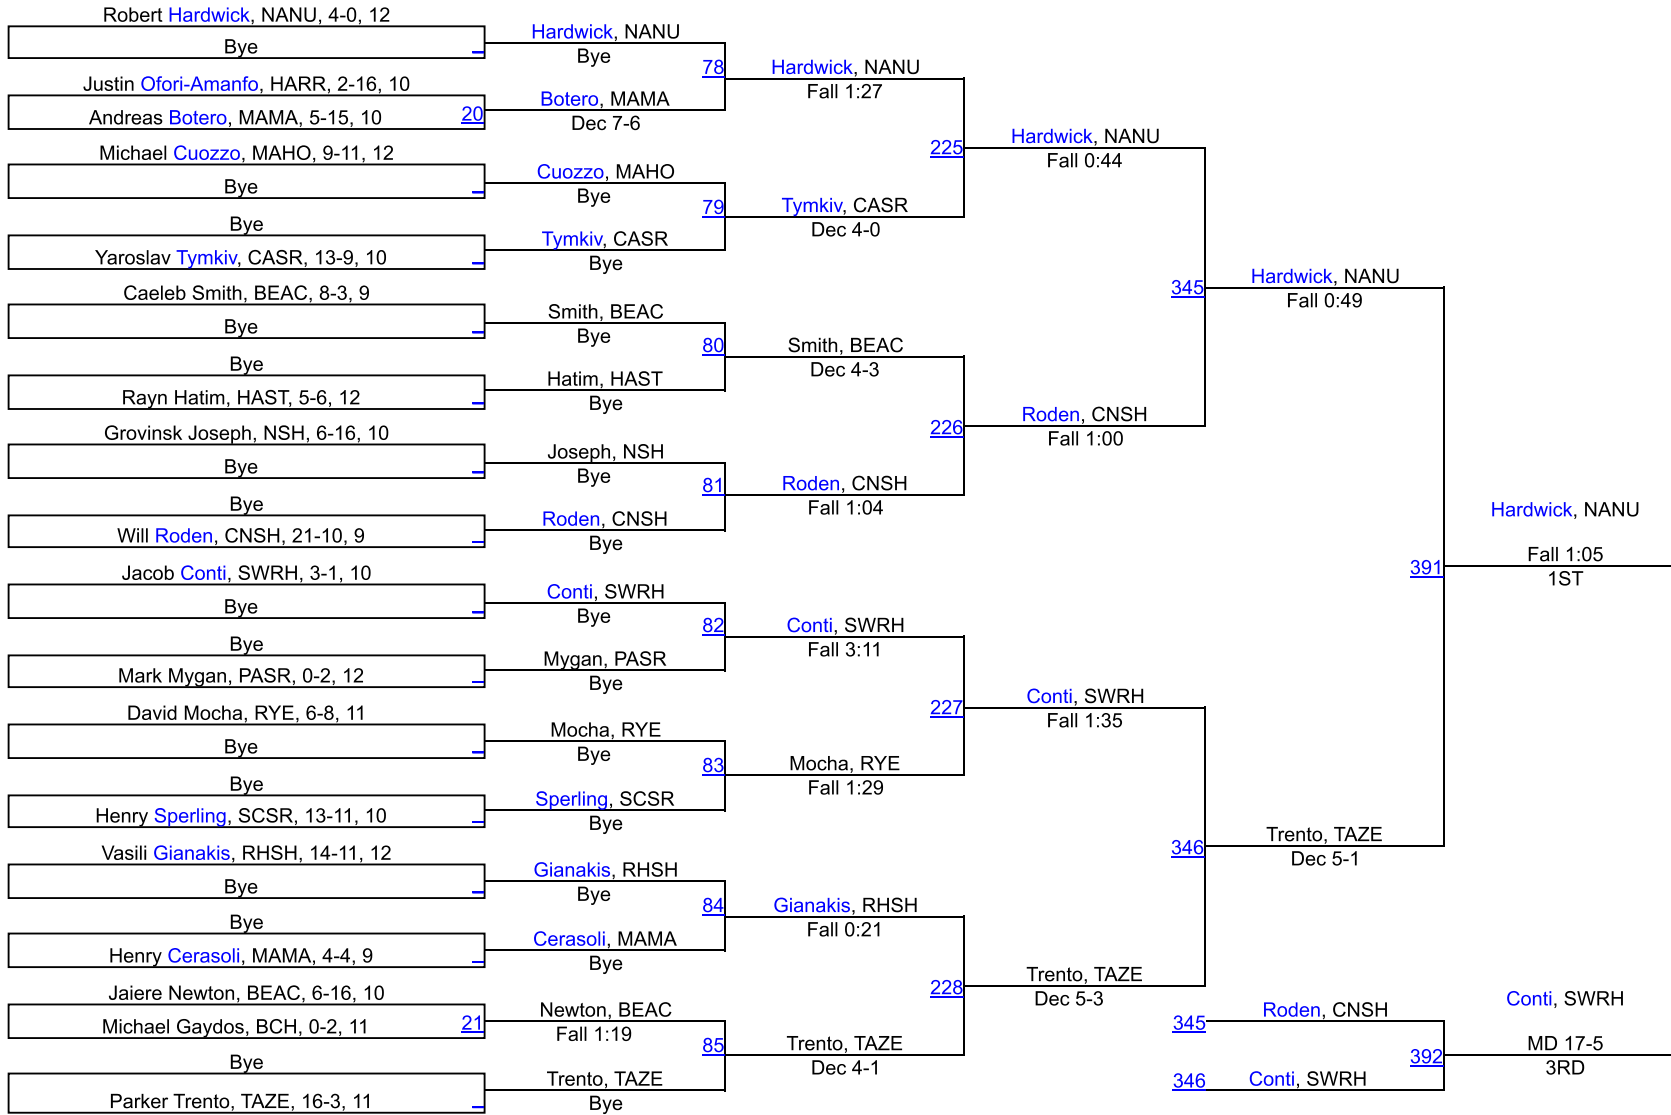 Robert Hardwick, NANU, 4-0, 12
Bye
Justin Ofori-Amanfo, HARR, 2-16, 10
Andreas Botero, MAMA, 5-15, 10
20
Michael Cuozzo, MAHO, 9-11, 12
Bye
Bye
Yaroslav Tymkiv, CASR, 13-9, 10
Caeleb Smith, BEAC, 8-3, 9
Bye
Bye
Rayn Hatim, HAST, 5-6, 12
Grovinsk Joseph, NSH, 6-16, 10
Bye
Bye
Will Roden, CNSH, 21-10, 9
Jacob Conti, SWRH, 3-1, 10
Bye
Bye
Mark Mygan, PASR, 0-2, 12
David Mocha, RYE, 6-8, 11
Bye
Bye
Henry Sperling, SCSR, 13-11, 10
Vasili Gianakis, RHSH, 14-11, 12
Bye
Bye
Henry Cerasoli, MAMA, 4-4, 9
Jaiere Newton, BEAC, 6-16, 10
Michael Gaydos, BCH, 0-2, 11
21
Bye
Parker Trento, TAZE, 16-3, 11
Hardwick, NANU
Bye
78
Botero, MAMA
Dec 7-6
Cuozzo, MAHO
Bye
79
Tymkiv, CASR
Bye
Smith, BEAC
Bye
80
Hatim, HAST
Bye
Joseph, NSH
Bye
81
Roden, CNSH
Bye
Conti, SWRH
Bye
82
Mygan, PASR
Bye
Mocha, RYE
Bye
83
Sperling, SCSR
Bye
Gianakis, RHSH
Bye
84
Cerasoli, MAMA
Bye
Newton, BEAC
Fall 1:19
85
Trento, TAZE
Bye
Hardwick, NANU
Fall 1:27
225
Tymkiv, CASR
Dec 4-0
Smith, BEAC
Dec 4-3
226
Roden, CNSH
Fall 1:04
Conti, SWRH
Fall 3:11
227
Mocha, RYE
Fall 1:29
Gianakis, RHSH
Fall 0:21
228
Trento, TAZE
Dec 4-1
Hardwick, NANU
Fall 0:44
345
Roden, CNSH
Fall 1:00
Conti, SWRH
Fall 1:35
346
Trento, TAZE
Dec 5-3
Hardwick, NANU
Fall 0:49
391
Trento, TAZE
Dec 5-1
Hardwick, NANU
Fall 1:05
1ST
345
Roden, CNSH
392
346
Conti, SWRH
Conti, SWRH
MD 17-5
3RD